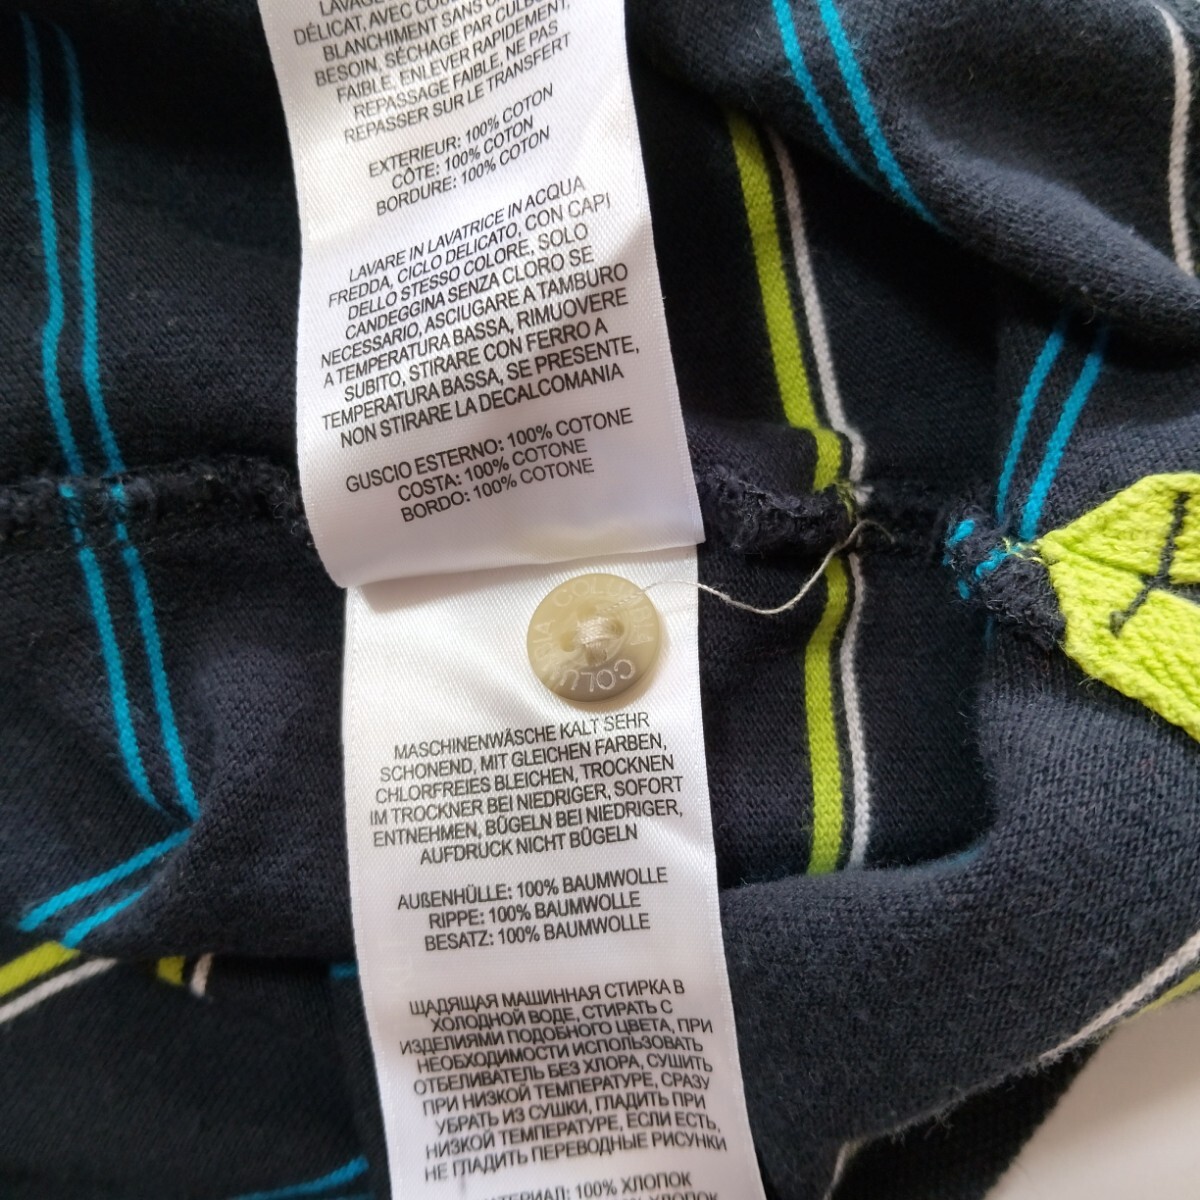 LAVAGE
DÉLICAT, AVEC
BLANCHIMENT SANS
BESOIN, SÉCHAGE PAR
FAIBLE, ENLEVER RAPIDEMENT,
REPASSAGE FAIBLE, NE PAS
REPASSER SUR LE TRANSFERT
EXTERIEUR: 100% COTON
CÔTE: 100% COTON
BORDURE: 100% COTON
LAVARE IN LAVATRICE IN ACQUA
FREDDA, CICLO DELICATO, CON CAPI
DELLO STESSO COLORE, SOLO
CANDEGGINA SENZA CLORO SE
NECESSARIO, ASCIUGARE A TAMBURO
A TEMPERATURA BASSA, RIMUOVERE
SUBITO, STIRARE CON FERRO A
TEMPERATURA BASSA, SE PRESENTE,
NON STIRARE LA DECALCOMANIA
GUSCIO ESTERNO: 100% COTONE
COSTA: 100% COTONE
BORDO: 100% COTONE
COLUMBIA COLUMBIA
MASCHINENWÄSCHE KALT SEHR
SCHONEND, MIT GLEICHEN FARBEN,
CHLORFREIES BLEICHEN, TROCKNEN
IM TROCKNER BEI NIEDRIGER, SOFORT
ENTNEHMEN, BÜGELN BEI NIEDRIGER,
AUFDRUCK NICHT BÜGELN
AUßENHÜLLE: 100% BAUMWOLLE
RIPPE: 100% BAUMWOLLE
BESATZ: 100% BAUMWOLLE
ЩАДЯЩАЯ МАШИННАЯ СТИРКА В
ХОЛОДНОЙ ВОДЕ, СТИРАТЬ С
ИЗДЕЛИЯМИ ПОДОБНОГО ЦВЕТА, ПРИ
НЕОБХОДИМОСТИ ИСПОЛЬЗОВАТЬ
ОТБЕЛИВАТЕЛЬ БЕЗ ХЛОРА, СУШИТЬ
ПРИ НИЗКОЙ ТЕМПЕРАТУРЕ, СРАЗУ
УБРАТЬ ИЗ СУШКИ, ГЛАДИТЬ ПРИ
НИЗКОЙ ТЕМПЕРАТУРЕ, ЕСЛИ ЕСТЬ,
НЕ ГЛАДИТЬ ПЕРЕВОДНЫЕ РИСУНКИ
100% ХЛОПОК